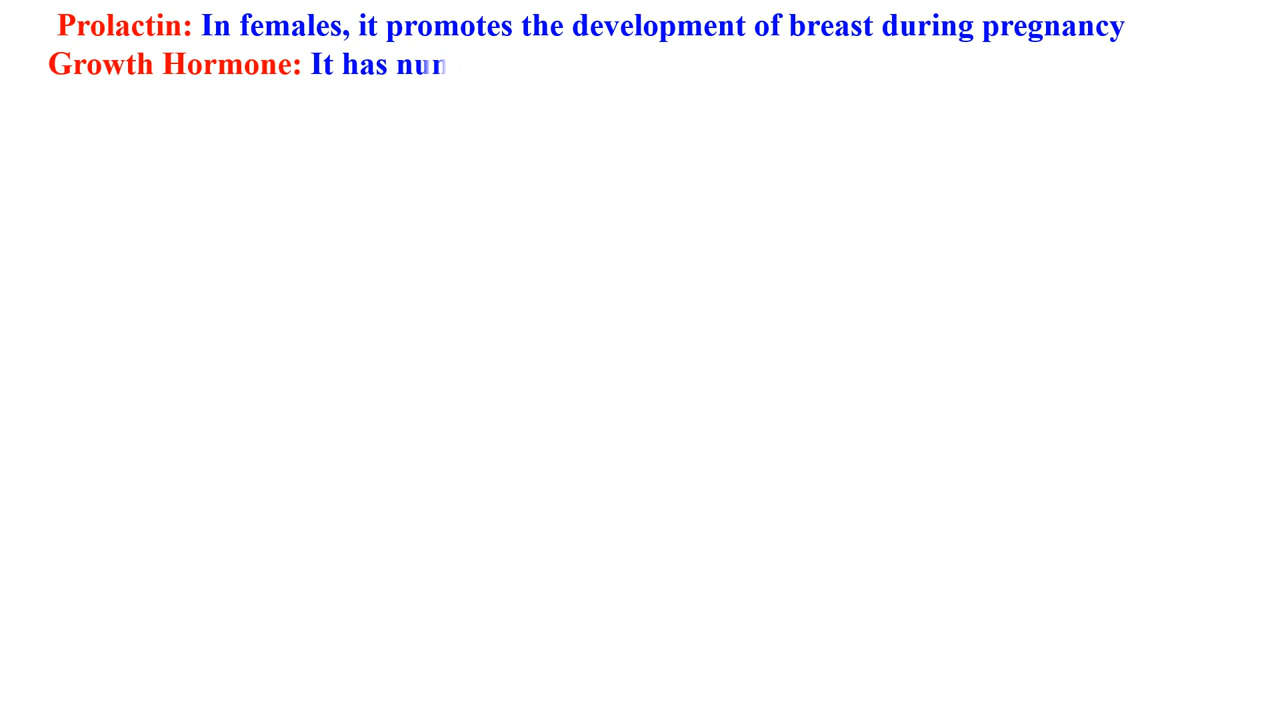 Prolactin: In females, it promotes the development of breast during pregnancy
Growth Hormone: It has